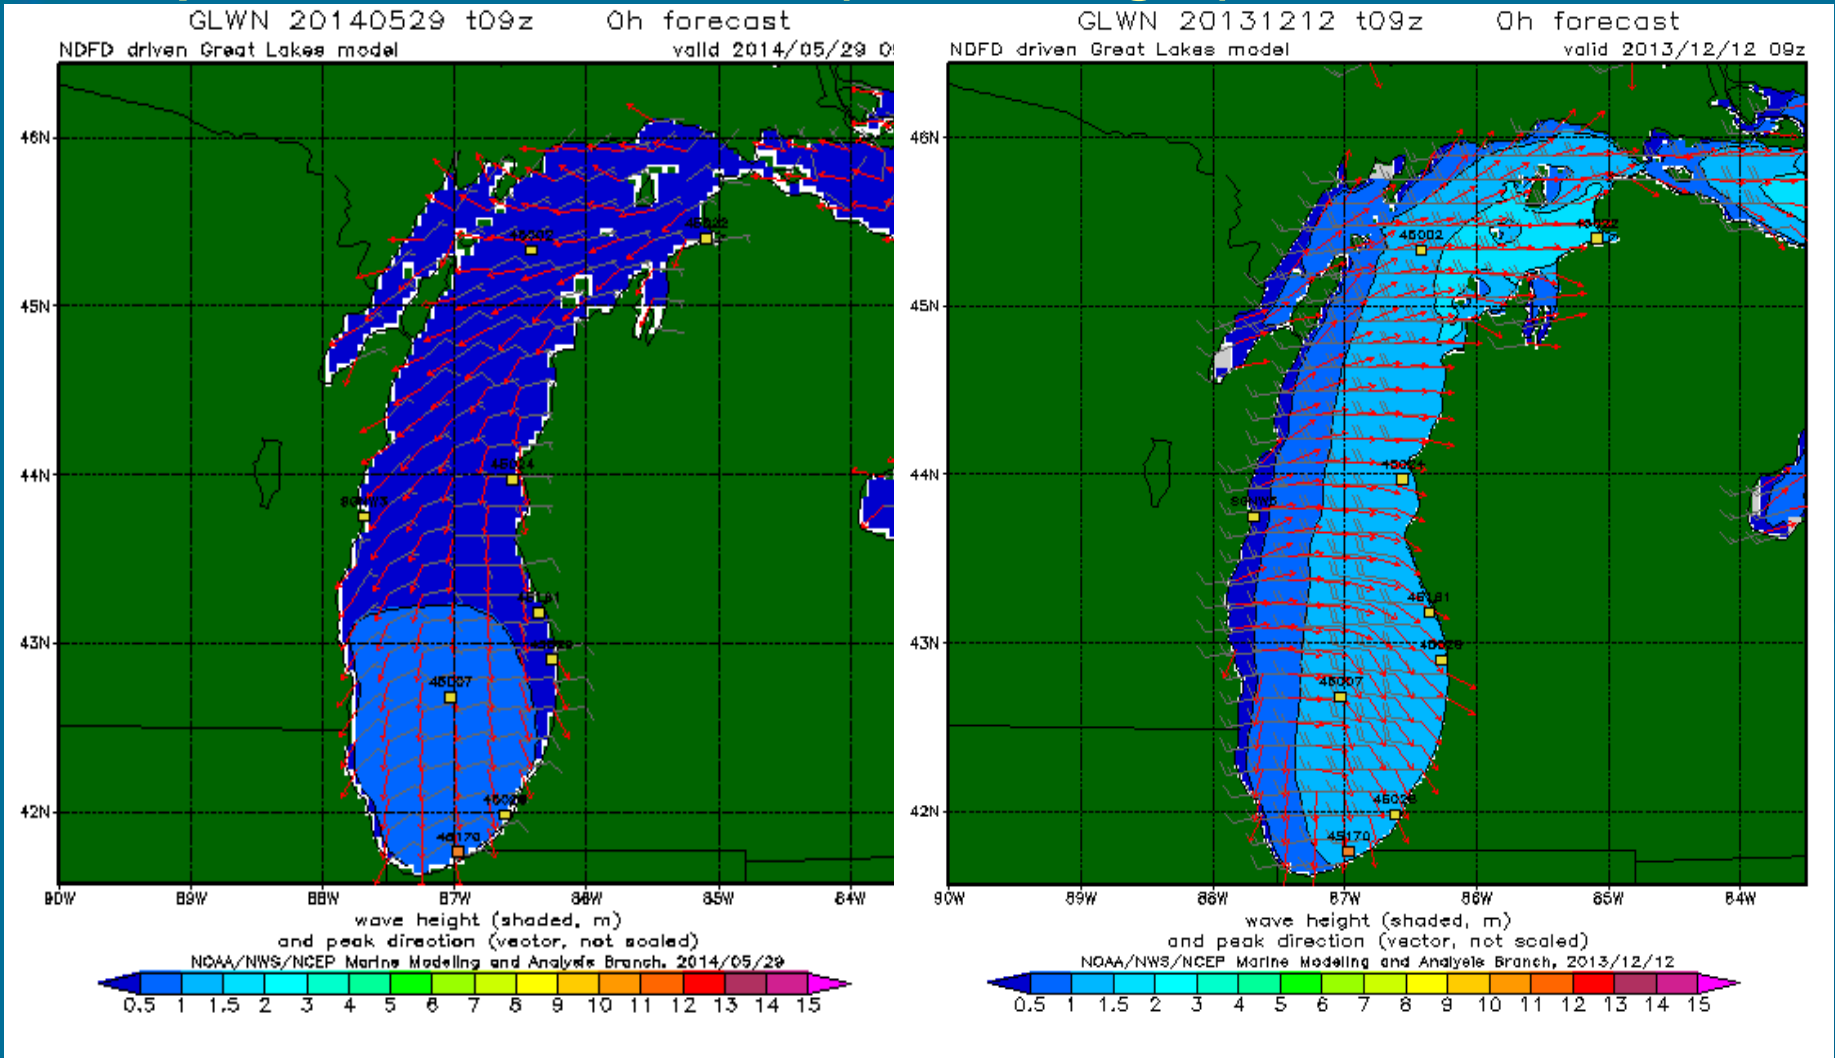 GLWN 20140529 t09z 0h forecast
NDFD driven Great Lakes model valid 2014/05/29
46N
45N
44N
43N
42N
45002
45022
45024
SGNW3
45161
45029
45007
45026
45170
90W 89W 88W 87W 86W 85W 84W
wave height (shaded, m)
and peak direction (vector, not scaled)
NOAA/NWS/NCEP Marine Modeling and Analysis Branch, 2014/05/29
0.5 1 1.5 2 3 4 5 6 7 8 9 10 11 12 13 14 15
GLWN 20131212 t09z 0h forecast
NDFD driven Great Lakes model valid 2013/12/12 09z
46N
45N
44N
43N
42N
45002
45022
45024
SGNW3
45161
45029
45007
45026
45170
90W 89W 88W 87W 86W 85W 84W
wave height (shaded, m)
and peak direction (vector, not scaled)
NOAA/NWS/NCEP Marine Modeling and Analysis Branch, 2013/12/12
0.5 1 1.5 2 3 4 5 6 7 8 9 10 11 12 13 14 15